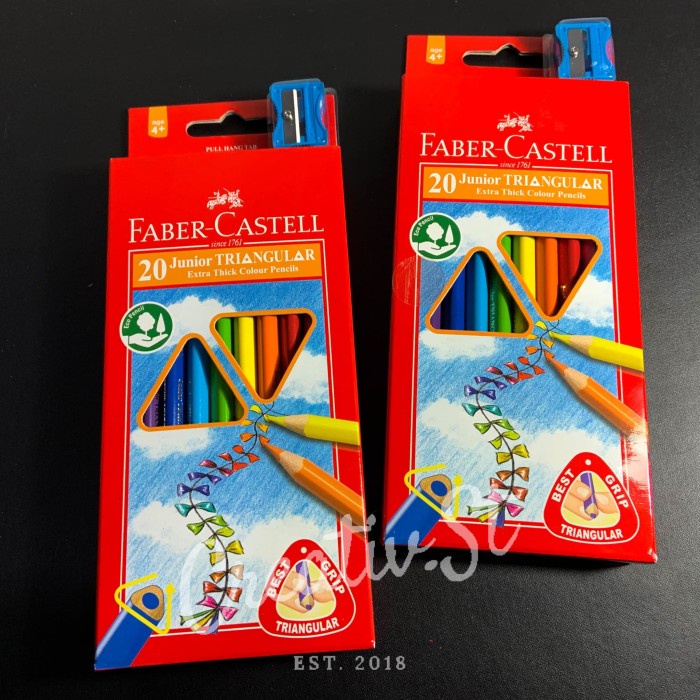 age
4+
PULL HANG TAB
FABER-CASTELL
since 1761
20 Junior TRIANGULAR
Extra Thick Colour Pencils
Eco Pencil
BEST GRIP
TRIANGULAR
age
4+
FABER-CASTELL
since 1761
20 Junior TRIANGULAR
Extra Thick Colour Pencils
Eco Pencil
BEST GRIP
TRIANGULAR
Creativ.St
EST. 2018